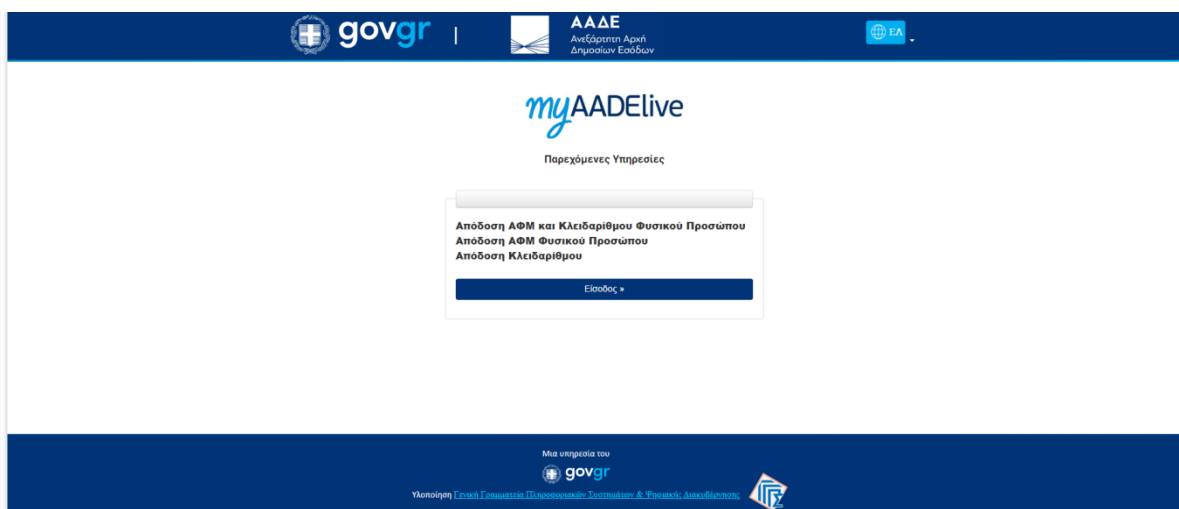 govgr
ΑΑΔΕ
Ανεξάρτητη Αρχή
Δημοσίων Εσόδων
ΕΛ
myAADElive
Παρεχόμενες Υπηρεσίες
Απόδοση ΑΦΜ και Κλειδαρίθμου Φυσικού Προσώπου
Απόδοση ΑΦΜ Φυσικού Προσώπου
Απόδοση Κλειδαρίθμου
Είσοδος »
Μια υπηρεσία του
govgr
Υλοποίηση Γενική Γραμματεία Πληροφοριακών Συστημάτων & Ψηφιακής Διακυβέρνησης